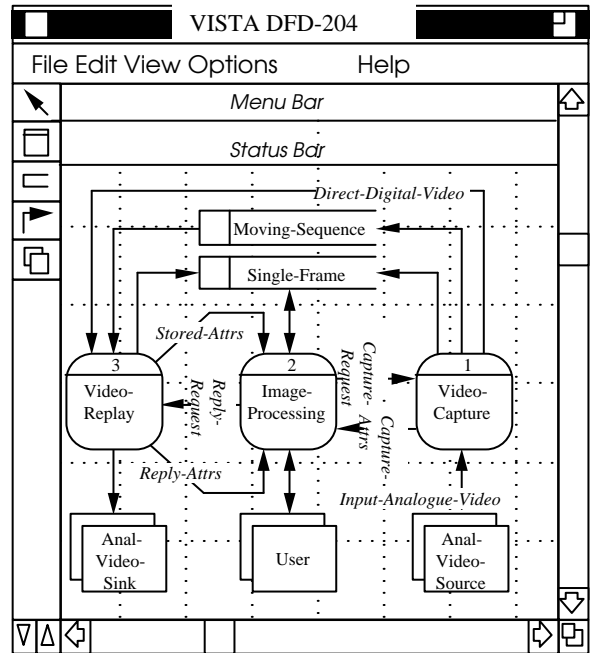 VISTA DFD-204
File Edit View Options Help
Menu Bar
Status Bar
Direct-Digital-Video
Moving-Sequence
Single-Frame
Stored-Attrs
Capture-
Request
3
Video-
Replay
Reply-
Request
2
Image-
Processing
1
Video-
Capture
Capture-
Attrs
Reply-Attrs
Input-Analogue-Video
Anal-
Video-
Sink
User
Anal-
Video-
Source